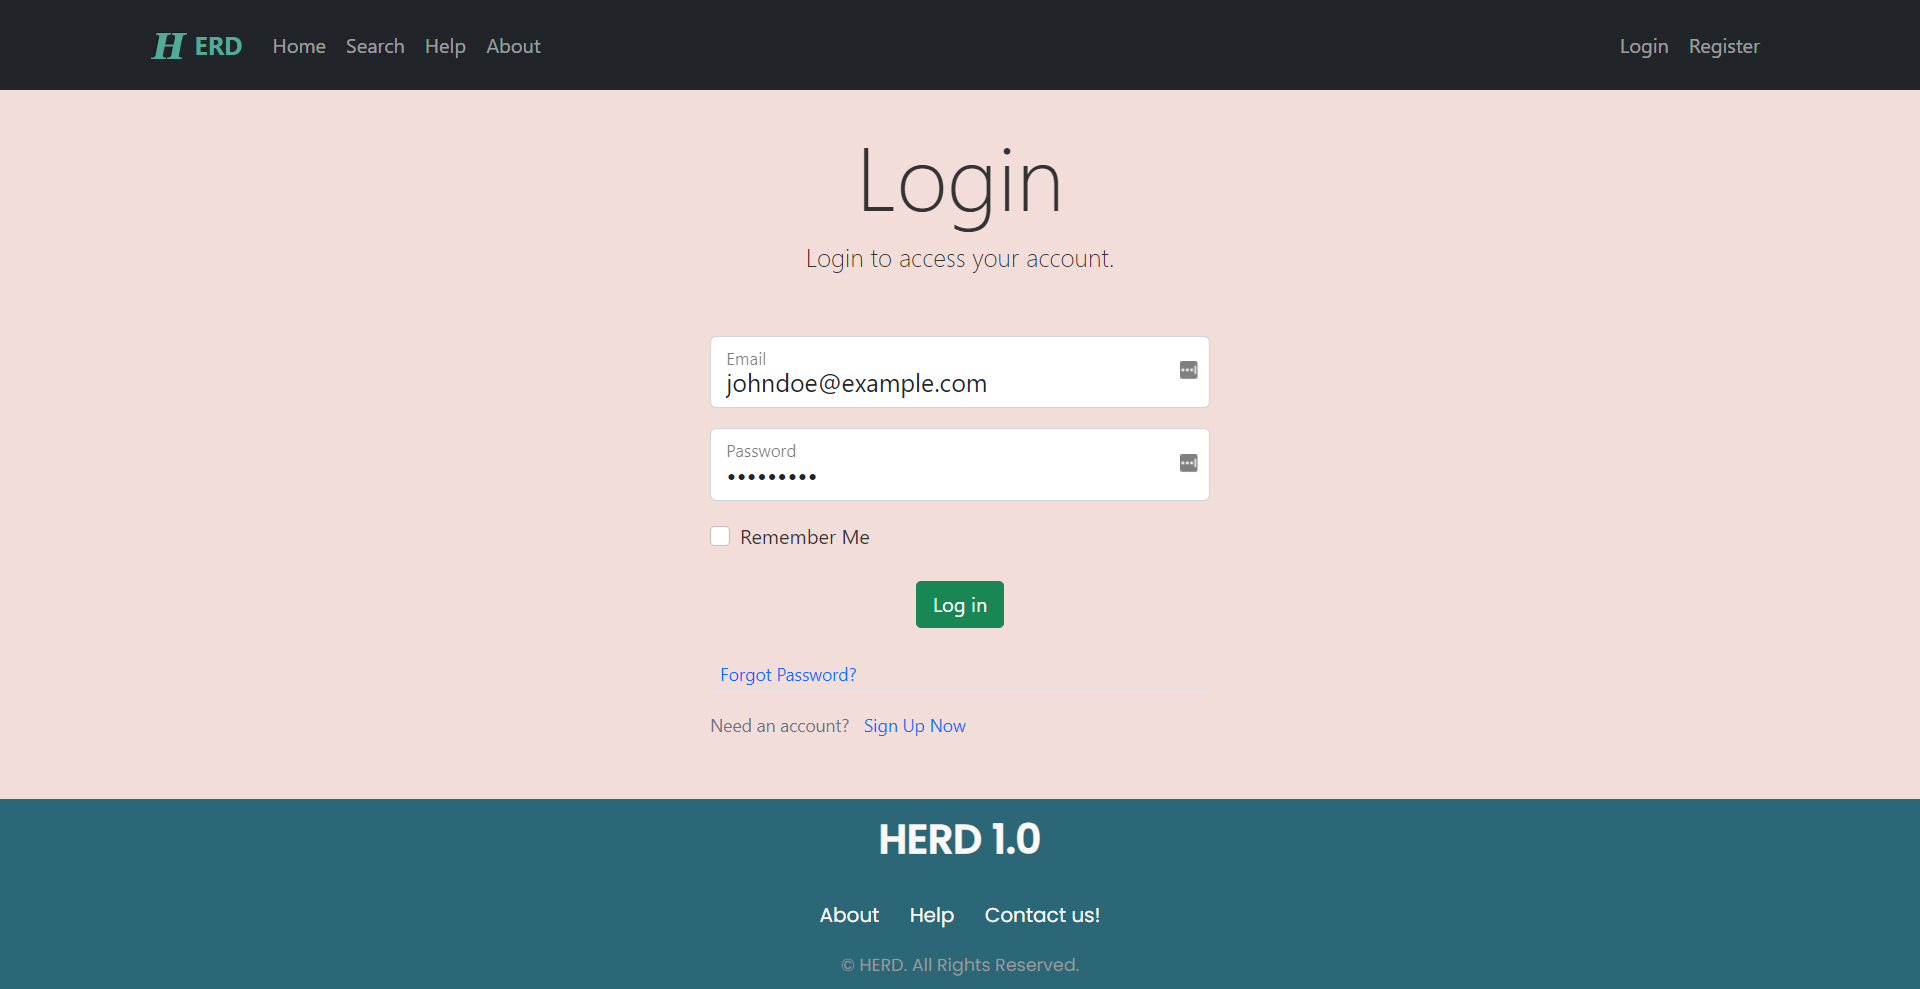 H ERD Home Search Help About Login Register
Login
Login to access your account.
Email
johndoe@example.com
Password
•••••••••
Remember Me
Log in
Forgot Password?
Need an account? Sign Up Now
HERD 1.0
About Help Contact us!
© HERD. All Rights Reserved.